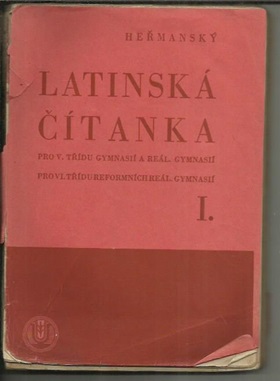 HEŘMANSKÝ
LATINSKÁ
ČÍTANKA
PRO V. TŘÍDU GYMNASIÍ A REÁL. GYMNASIÍ
PRO VI. TŘÍDU REFORMNÍCH REÁL. GYMNASIÍ
I.